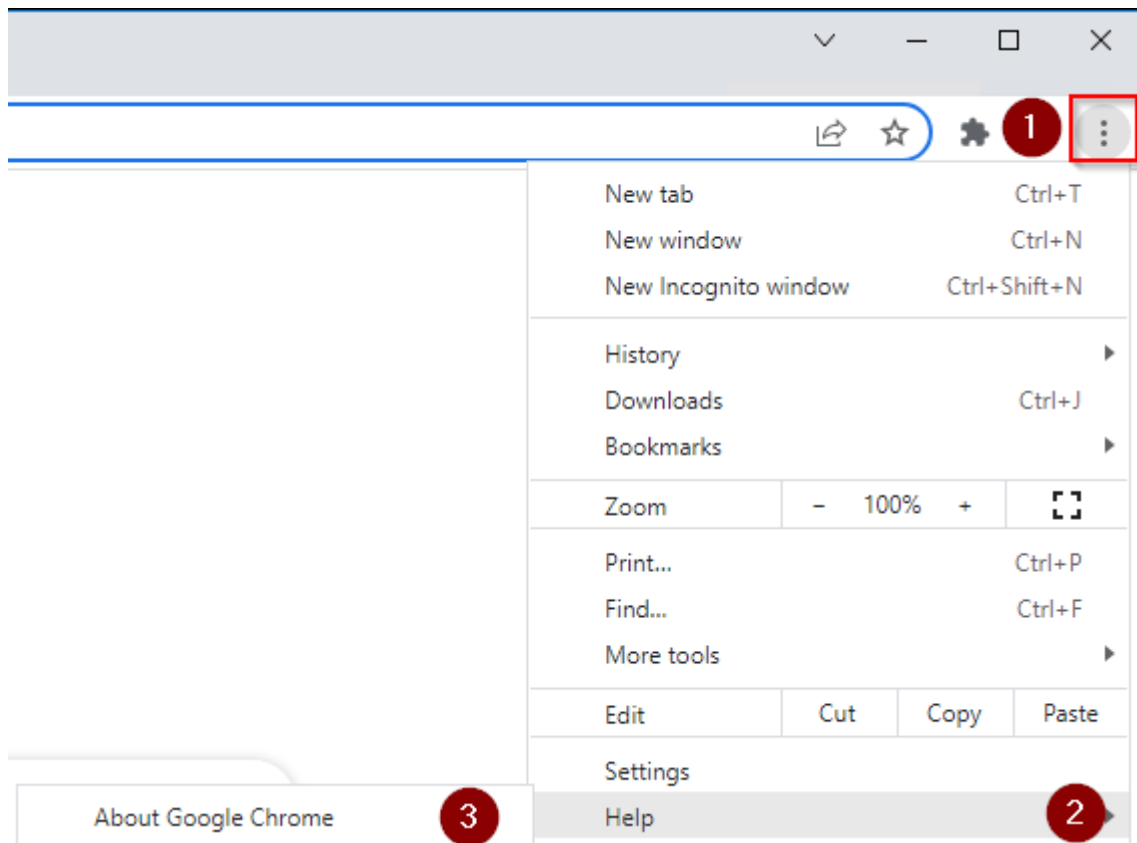 1
New tab Ctrl+T
New window Ctrl+N
New Incognito window Ctrl+Shift+N
History
Downloads Ctrl+J
Bookmarks
Zoom - 100% +
Print... Ctrl+P
Find... Ctrl+F
More tools
Edit Cut Copy Paste
Settings
About Google Chrome 3 Help 2